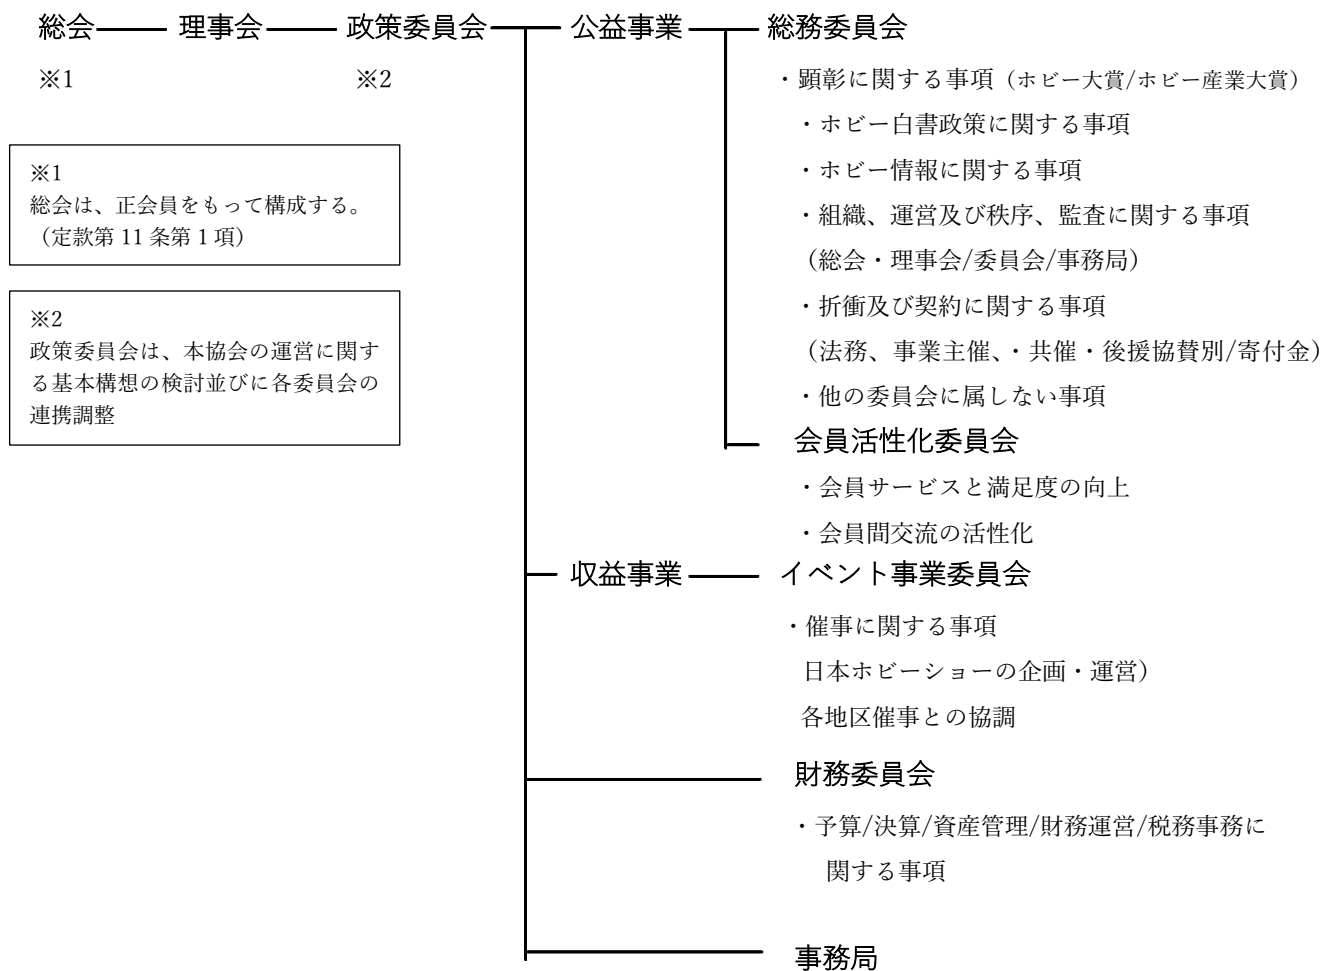 総会 理事会 政策委員会 公益事業 総務委員会
※1 ※2
・顕彰に関する事項（ホビー大賞/ホビー産業大賞）
・ホビー白書政策に関する事項
・ホビー情報に関する事項
・組織、運営及び秩序、監査に関する事項
（総会・理事会/委員会/事務局）
・折衝及び契約に関する事項
（法務、事業主催、・共催・後援協賛別/寄付金）
・他の委員会に属しない事項
※1
総会は、正会員をもって構成する。
（定款第 11 条第 1 項）
※2
政策委員会は、本協会の運営に関す
る基本構想の検討並びに各委員会の
連携調整
会員活性化委員会
・会員サービスと満足度の向上
・会員間交流の活性化
収益事業 イベント事業委員会
・催事に関する事項
日本ホビーショーの企画・運営）
各地区催事との協調
財務委員会
・予算/決算/資産管理/財務運営/税務事務に
関する事項
事務局